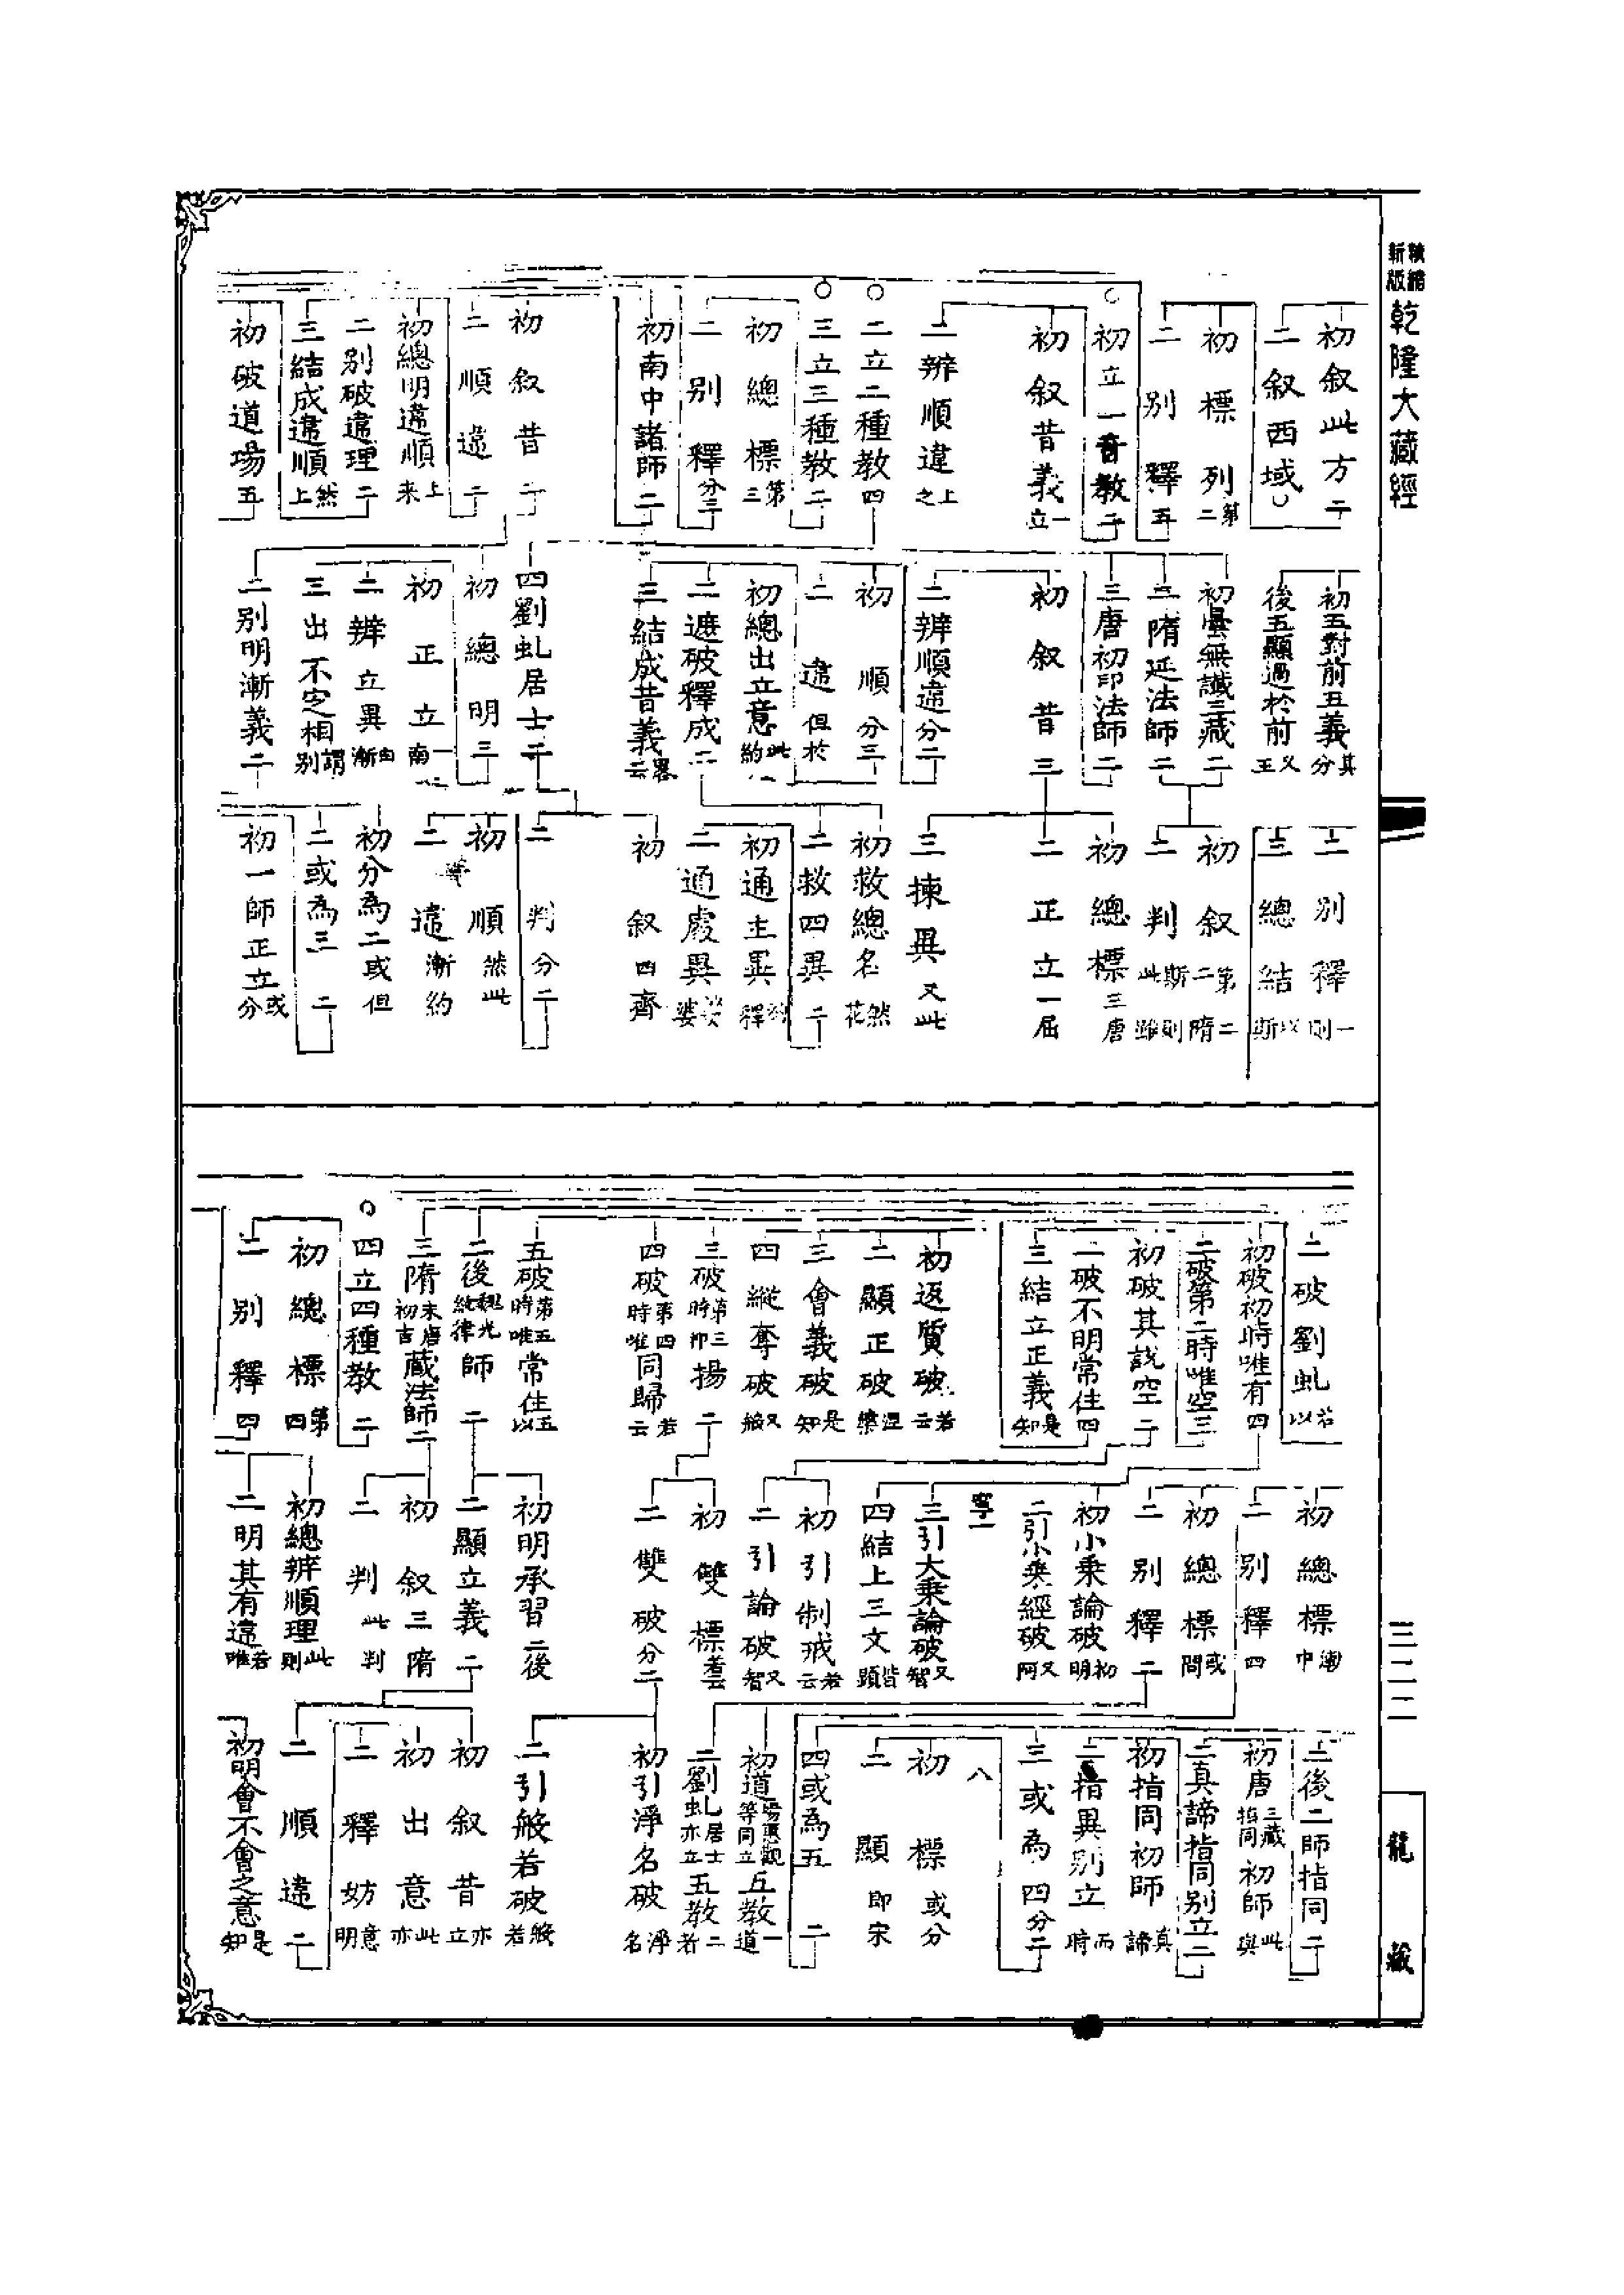 乾隆大藏經
初叙此方二
二叙西域
初標列第二
二別釋五
初立一音教二
初叙昔義一立
二辨順違上之
二立二種教四
三立三種教二
初總標第三
二別釋分二
初南中諸師二
初叙昔二
二順違二
初總明違順上来
二別破違理二
三結成違順然上
初破道場五
初五對前五義其分
後五顯過於前又王
初曇無讖三藏二
二隋延法師二
三唐初印法師二
初叙昔三
二辨順違分二
初順分三
二違但於
初總出立意此約
二遮破釋成二
三結成昔義畧云
四劉虬居士二
初總明三
初正立一南
二辨立異由漸
三出不定相謂別
二別明漸義二
二別釋一則
三總結以斯
初叙第二二隋
二判斯則此雖
初總標三唐
二正立一屈
三揀異又此
初救總名然花
二救四異二
初通主異
二通處異
初叙四齊
二判分二
初順然此
二違漸約
初分為二或但
二或為三二
初一師正立或分
二破劉虬若以
初破初時唯有四
二破第二時唯空三
初破其說空二
二破不明常住四
三結立正義是知
初返質破若云
二顯正破涅槃
三會義破是知
四縱奪破又般
三破第三時抑揚二
四破第四時唯同歸若云
五破第五時唯常住五以
二後魏光統律師二
三隋末唐初吉藏法師二
四立四種教二
初總標第四
二別釋四
初總標
二別釋四
初總標或問
二別釋二
初小乘論破初明
二引小乘經破又阿
寧一
三引大乘論破又智
四結上三文皆顯
初引制戒若云
二引論破又智
初雙標
二雙破分二
初明承習二後
二顯立義二
初叙三隋
二判此判
初總辨順理此則
二明其有違若唯
二後二師指同二
初唐三藏指同初師此與
二真諦指同別立二
初指同初師真諦
二指異別立而時
三或為四分二
八
初標或分
二顯即宋
四或為五二
初道場慧觀等同立五教一道
二劉虬居士亦立五教二若
初引淨名破淨名
二引般若破般若
初叙昔亦立
初出意此亦
二釋妨意明
二順違二
初明會不會之意是知
三二二
龍藏